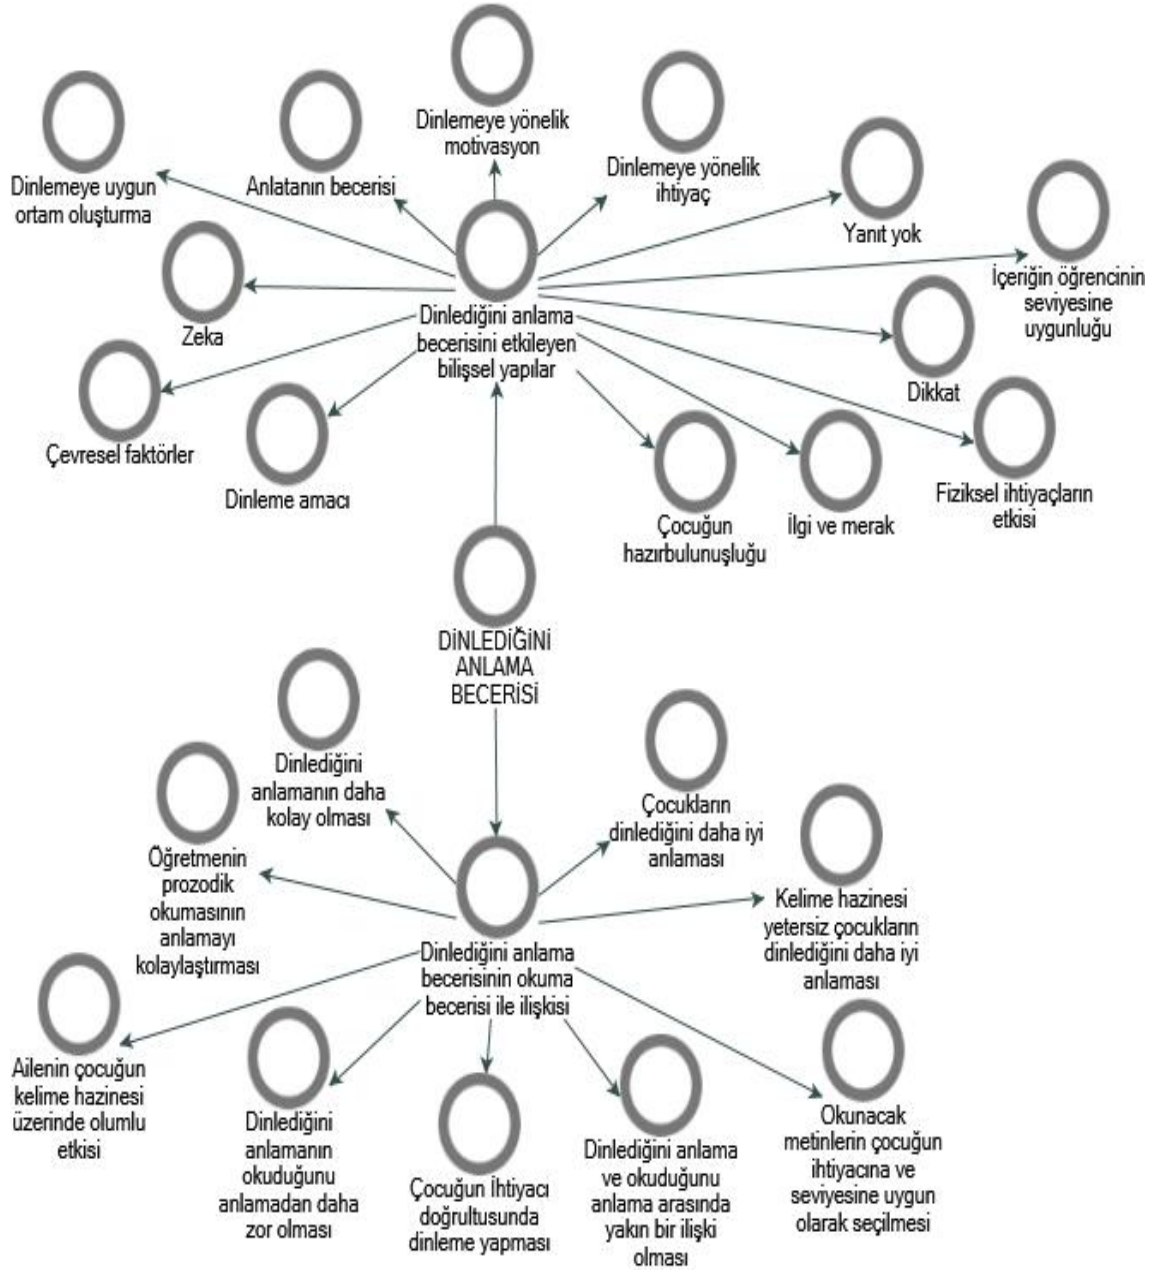 Dinlemeye yönelik
motivasyon
Dinlemeye yönelik
ihtiyaç
Dinlemeye uygun
ortam oluşturma
Anlatanın becerisi
Yanıt yok
İçeriğin öğrencinin
seviyesine
uygunluğu
Zeka
Dinlediğini anlama
becerisini etkileyen
bilişsel yapılar
Dikkat
Çevresel faktörler
Dinleme amacı
Çocuğun
hazırbulunuşluğu
İlgi ve merak
Fiziksel ihtiyaçların
etkisi
DİNLEDİĞİNİ
ANLAMA
BECERİSİ
Dinlediğini
anlamanın daha
kolay olması
Çocukların
dinlediğini daha iyi
anlaması
Öğretmenin
prozodik
okumasının
anlamayı
kolaylaştırması
Kelime hazinesi
yetersiz çocukların
dinlediğini daha iyi
anlaması
Dinlediğini anlama
becerisinin okuma
becerisi ile ilişkisi
Ailenin çocuğun
kelime hazinesi
üzerinde olumlu
etkisi
Dinlediğini
anlamanın
okuduğunu
anlamadan daha
zor olması
Çocuğun İhtiyacı
doğrultusunda
dinleme yapması
Dinlediğini anlama
ve okuduğunu
anlama arasında
yakın bir ilişki
olması
Okunacak
metinlerin çocuğun
ihtiyacına ve
seviyesine uygun
olarak seçilmesi